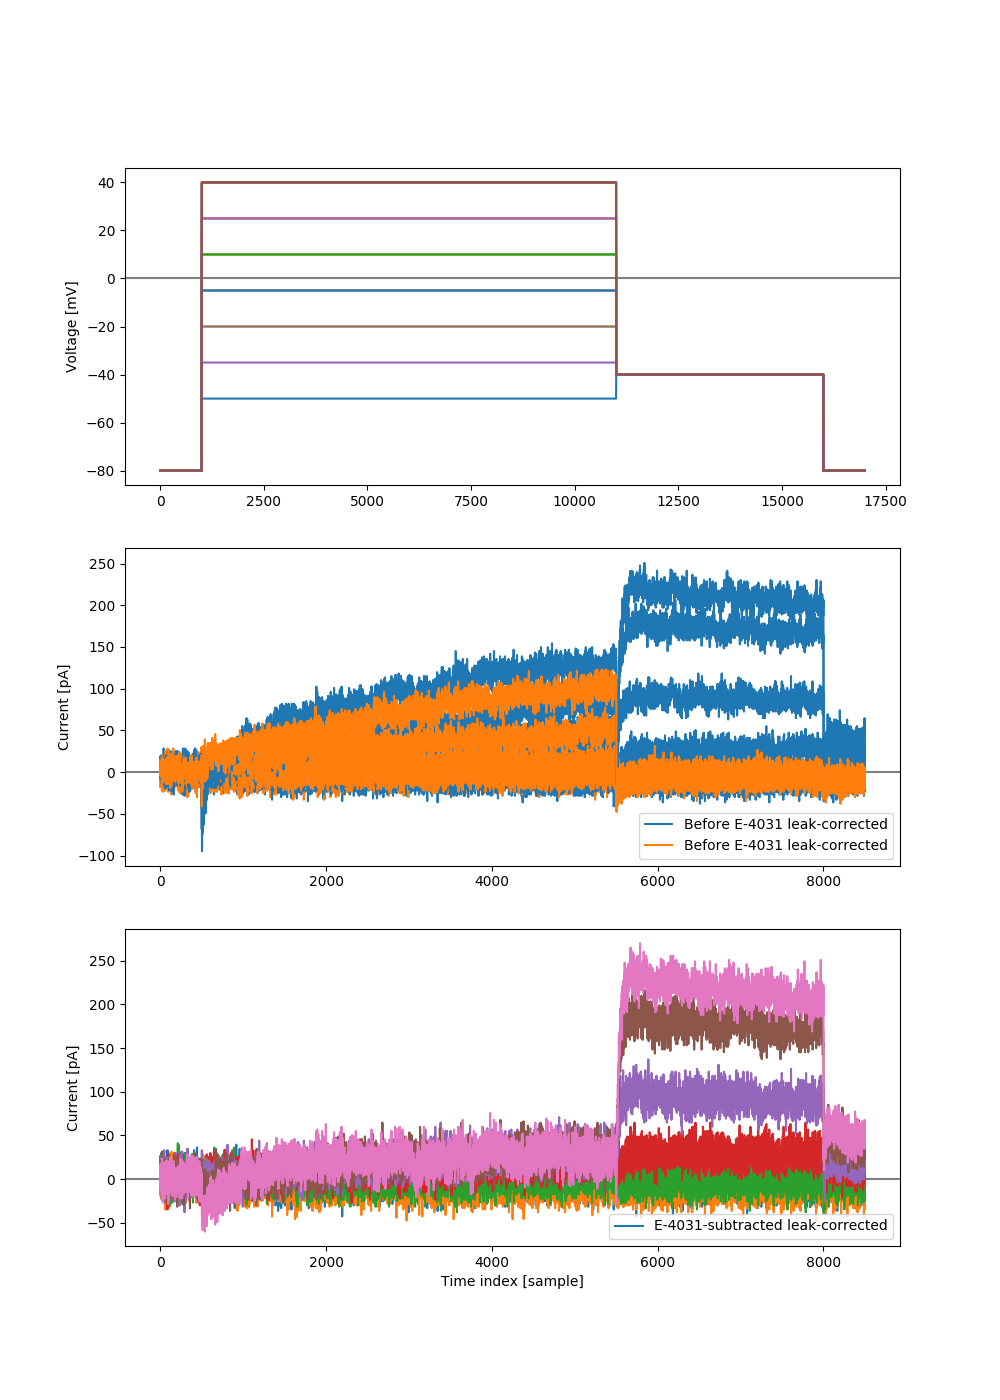 Voltage [mV]
40
20
0
−20
−40
−60
−80
0 2500 5000 7500 10000 12500 15000 17500
Current [pA]
250
200
150
100
50
0
−50
−100
Before E-4031 leak-corrected
Before E-4031 leak-corrected
0 2000 4000 6000 8000
Current [pA]
250
200
150
100
50
0
−50
E-4031-subtracted leak-corrected
0 2000 4000 6000 8000
Time index [sample]